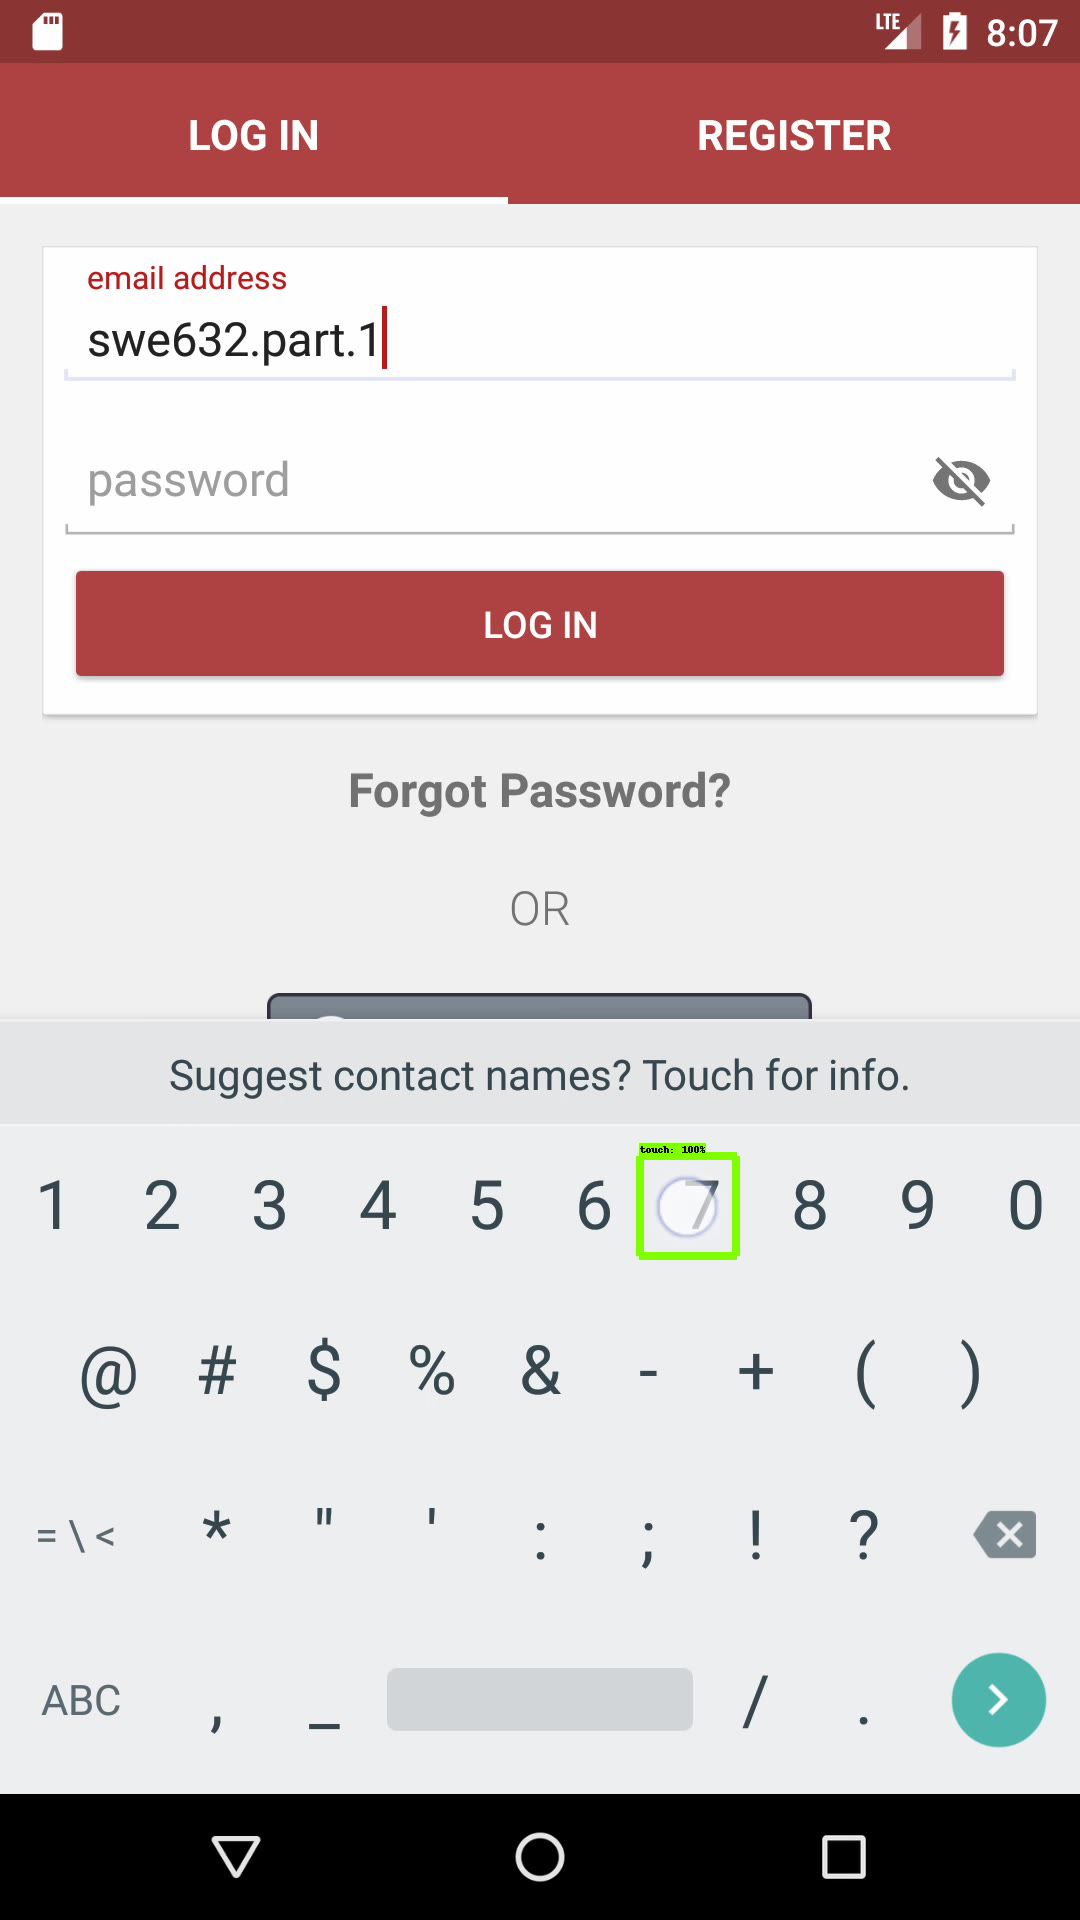 LTE 8:07
LOG IN REGISTER
email address
swe632.part.1
password
LOG IN
Forgot Password?
OR
Suggest contact names? Touch for info.
touch: 100%
1 2 3 4 5 6 7 8 9 0
@ # $ % & - + ( )
= \ < * " ' : ; ! ?
ABC , _ / .